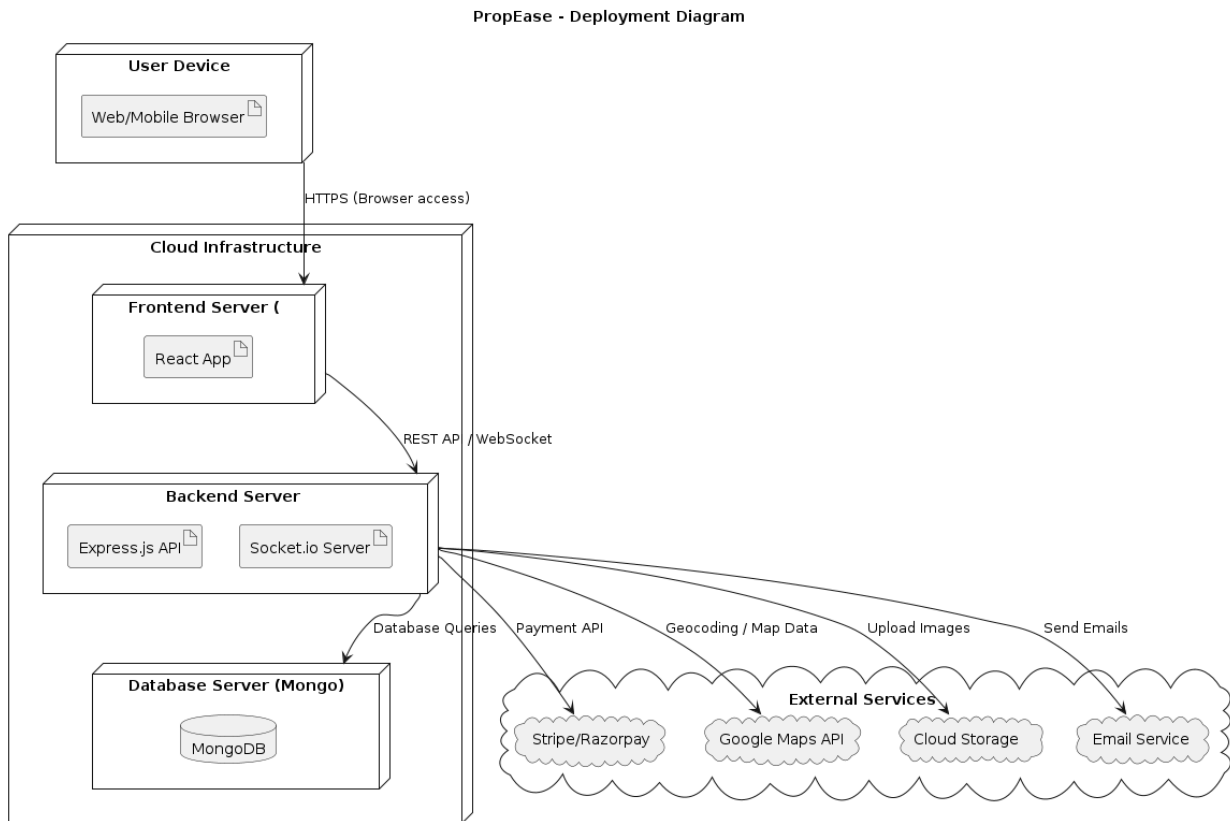 PropEase - Deployment Diagram
User Device
Web/Mobile Browser
HTTPS (Browser access)
Cloud Infrastructure
Frontend Server (
React App
REST API / WebSocket
Backend Server
Express.js API
Socket.io Server
Database Queries
Payment API
Geocoding / Map Data
Upload Images
Send Emails
Database Server (Mongo)
MongoDB
External Services
Stripe/Razorpay
Google Maps API
Cloud Storage
Email Service